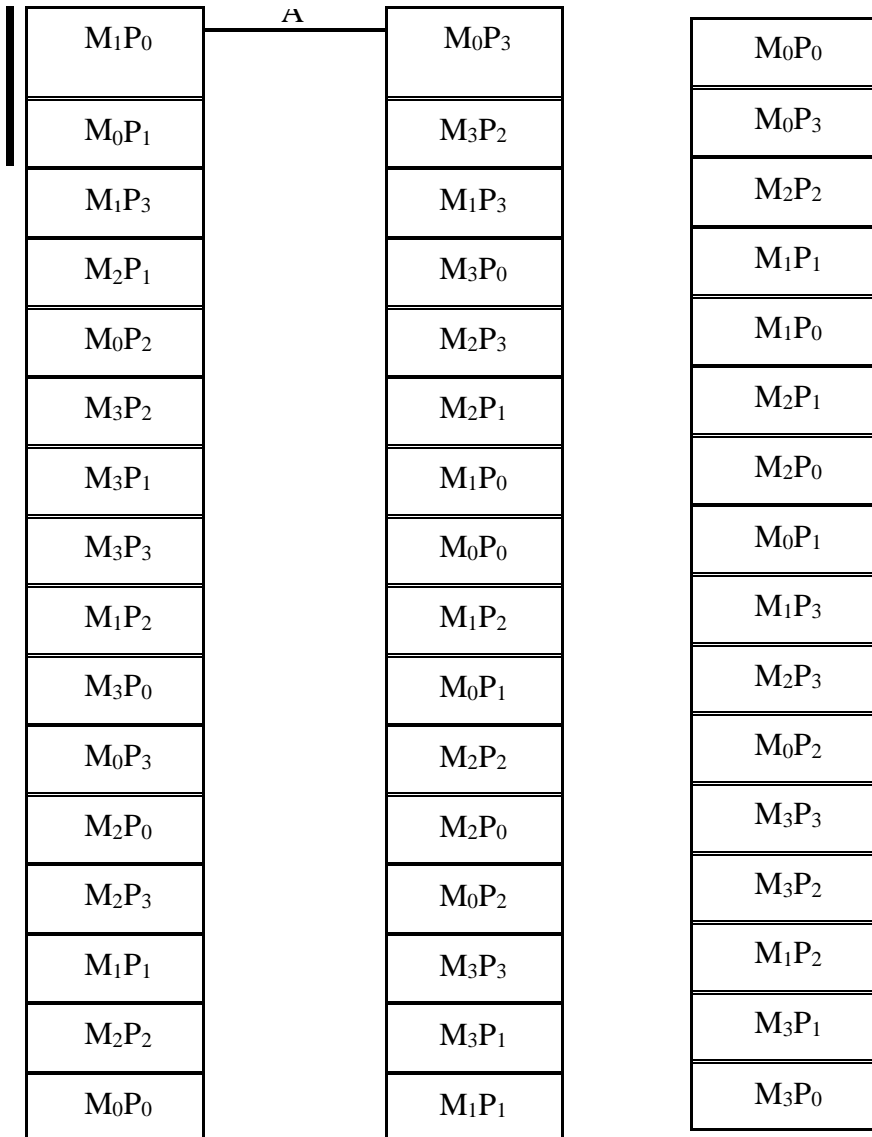 A
M₁P₀ M₀P₃ M₀P₀
M₀P₁ M₃P₂ M₀P₃
M₁P₃ M₁P₃ M₂P₂
M₂P₁ M₃P₀ M₁P₁
M₀P₂ M₂P₃ M₁P₀
M₃P₂ M₂P₁ M₂P₁
M₃P₁ M₁P₀ M₂P₀
M₃P₃ M₀P₀ M₀P₁
M₁P₂ M₁P₂ M₁P₃
M₃P₀ M₀P₁ M₂P₃
M₀P₃ M₂P₂ M₀P₂
M₂P₀ M₂P₀ M₃P₃
M₂P₃ M₀P₂ M₃P₂
M₁P₁ M₃P₃ M₁P₂
M₂P₂ M₃P₁ M₃P₁
M₀P₀ M₁P₁ M₃P₀